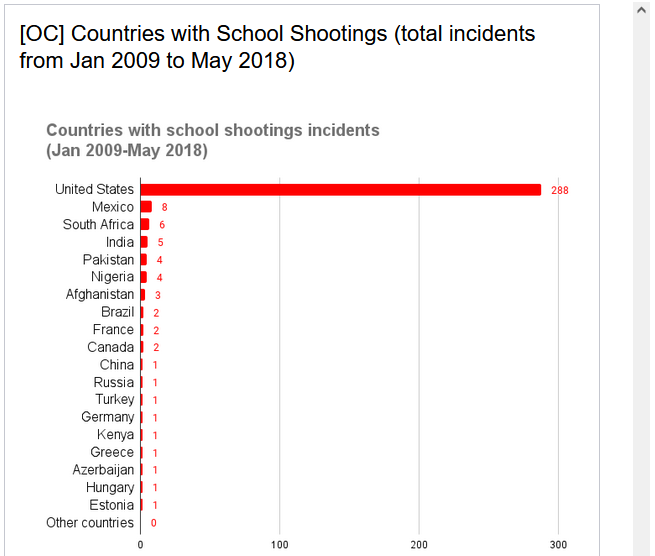 [OC] Countries with School Shootings (total incidents
from Jan 2009 to May 2018)
Countries with school shootings incidents
(Jan 2009-May 2018)
United States 288
Mexico 8
South Africa 6
India 5
Pakistan 4
Nigeria 4
Afghanistan 3
Brazil 2
France 2
Canada 2
China 1
Russia 1
Turkey 1
Germany 1
Kenya 1
Greece 1
Azerbaijan 1
Hungary 1
Estonia 1
Other countries 0
0 100 200 300